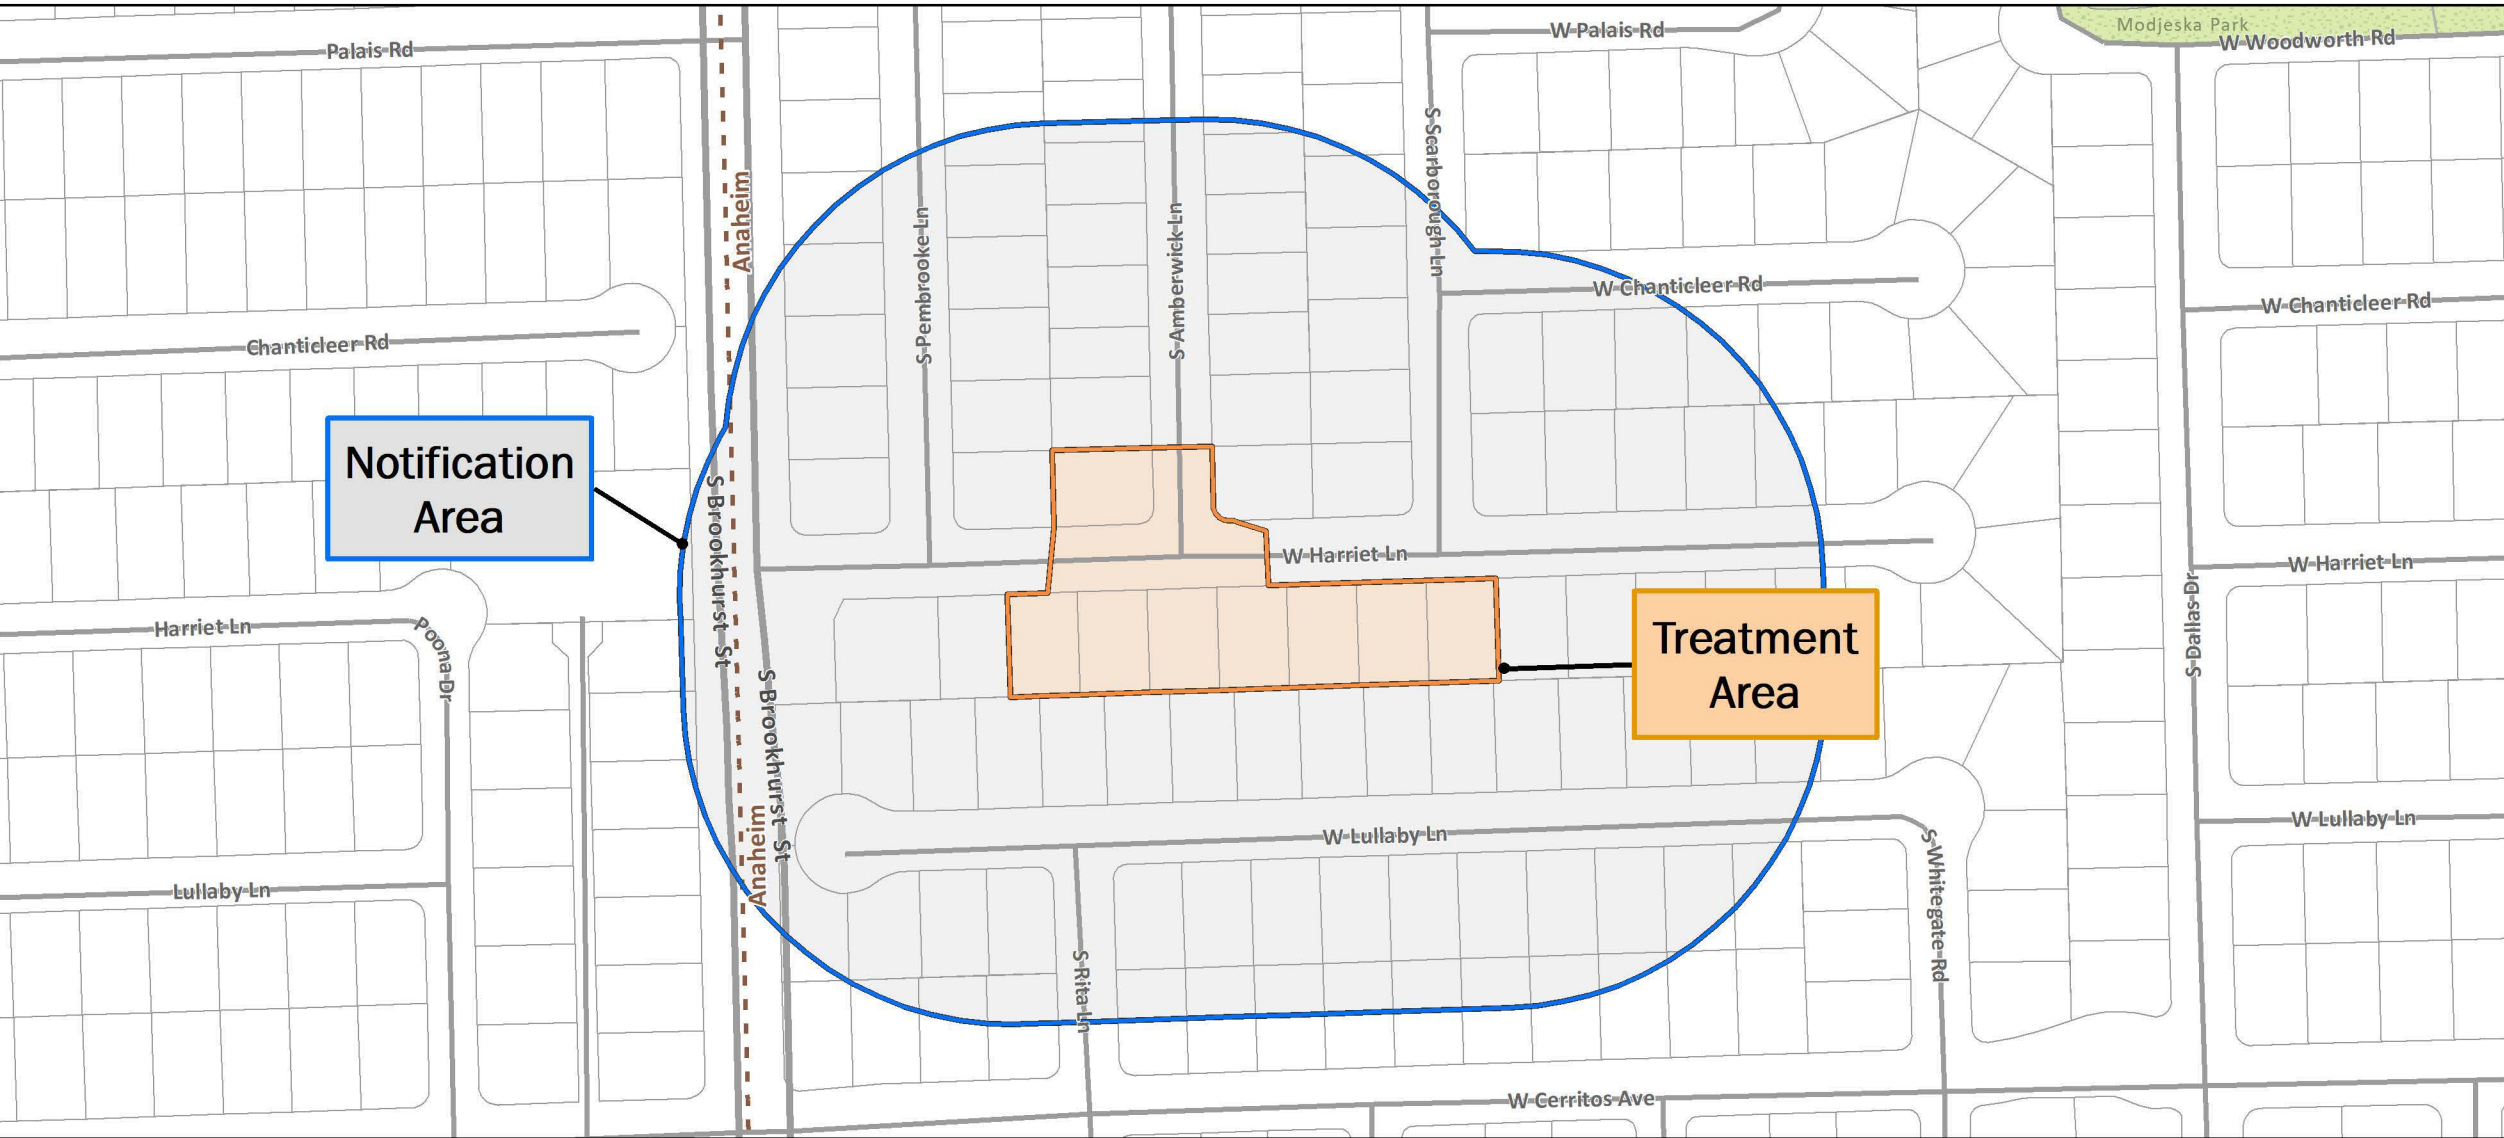 Modjeska Park
Palais Rd
W Palais Rd
W Woodworth Rd
Anaheim
S Scarborough Ln
S Pembrooke Ln
S Amberwick Ln
W Chanticleer Rd
W Chanticleer Rd
Chanticleer Rd
Notification
Area
S Brookhurst St
W Harriet Ln
W Harriet Ln
Harriet Ln
Poona Dr
S Dallas Dr
Treatment
Area
S Brookhurst St
Anaheim
W Lullaby Ln
W Lullaby Ln
Lullaby Ln
S Whitegate Rd
S Rita Ln
W Cerritos Ave